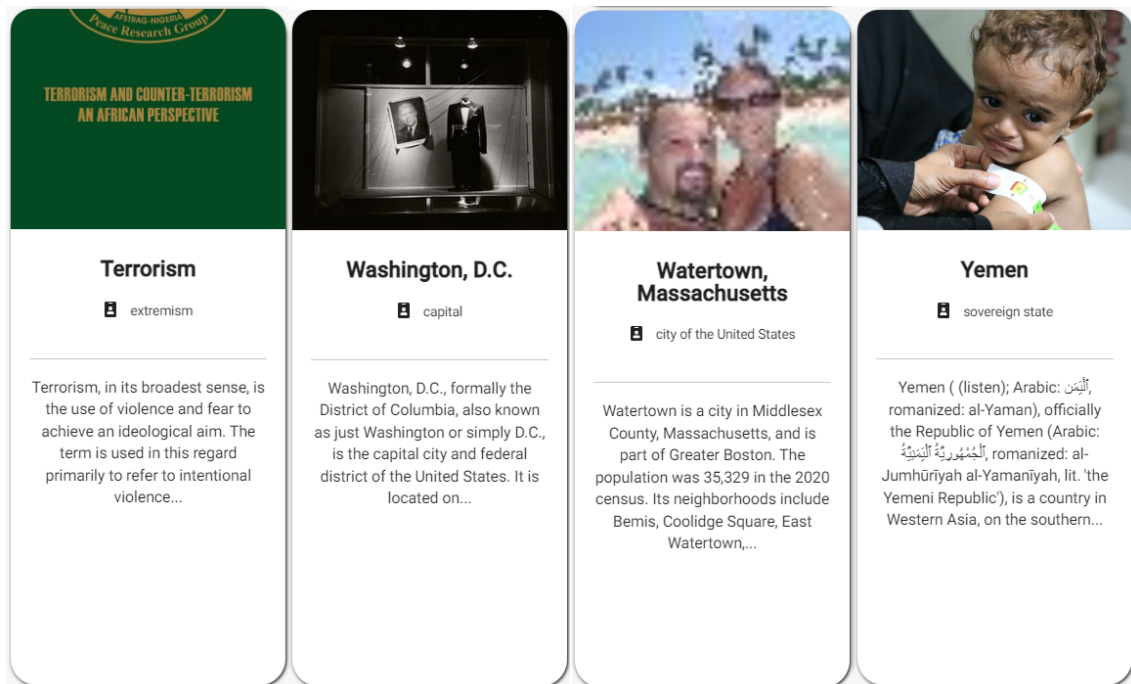 AFSTRAG-NIGERIA
Peace Research Group
TERRORISM AND COUNTER-TERRORISM
AN AFRICAN PERSPECTIVE
Terrorism
extremism
Terrorism, in its broadest sense, is
the use of violence and fear to
achieve an ideological aim. The
term is used in this regard
primarily to refer to intentional
violence...
Washington, D.C.
capital
Washington, D.C., formally the
District of Columbia, also known
as just Washington or simply D.C.,
is the capital city and federal
district of the United States. It is
located on...
Watertown,
Massachusetts
city of the United States
Watertown is a city in Middlesex
County, Massachusetts, and is
part of Greater Boston. The
population was 35,329 in the 2020
census. Its neighborhoods include
Bemis, Coolidge Square, East
Watertown,...
Yemen
sovereign state
Yemen ( (listen); Arabic: ٱلْيَمَن,
romanized: al-Yaman), officially
the Republic of Yemen (Arabic:
ٱلْجُمْهُورِيَّةُ ٱلْيَمَنِيَّةُ, romanized: al-
Jumhūrīyah al-Yamanīyah, lit. 'the
Yemeni Republic'), is a country in
Western Asia, on the southern...